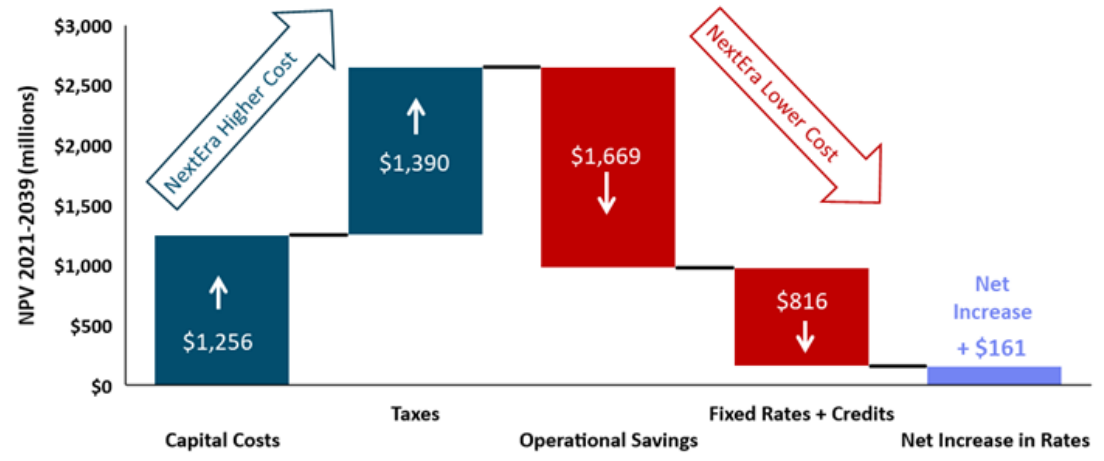 NPV 2021-2039 (millions)
$3,000
$2,500
$2,000
$1,500
$1,000
$500
$0
NextEra Higher Cost
NextEra Lower Cost
$1,256
$1,390
$1,669
$816
Net
Increase
+ $161
Capital Costs
Taxes
Operational Savings
Fixed Rates + Credits
Net Increase in Rates